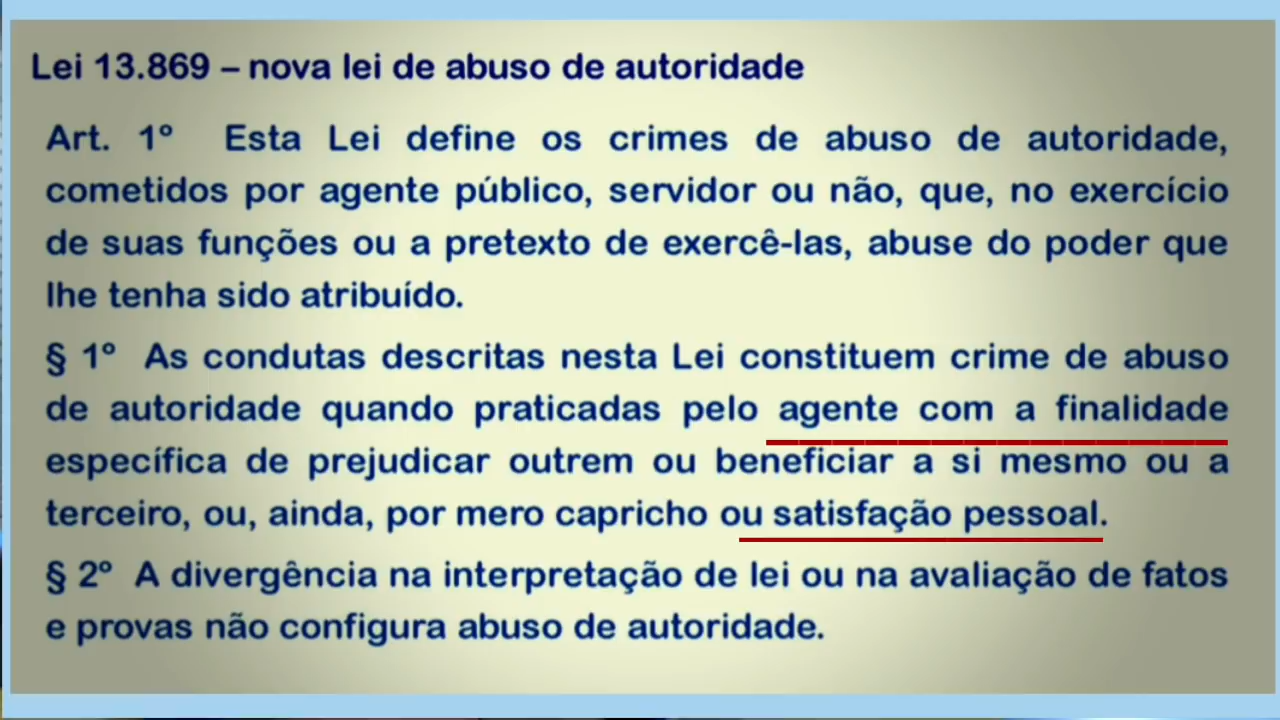 Lei 13.869 – nova lei de abuso de autoridade
Art. 1º Esta Lei define os crimes de abuso de autoridade,
cometidos por agente público, servidor ou não, que, no exercício
de suas funções ou a pretexto de exercê-las, abuse do poder que
lhe tenha sido atribuído.
§ 1º As condutas descritas nesta Lei constituem crime de abuso
de autoridade quando praticadas pelo agente com a finalidade
específica de prejudicar outrem ou beneficiar a si mesmo ou a
terceiro, ou, ainda, por mero capricho ou satisfação pessoal.
§ 2º A divergência na interpretação de lei ou na avaliação de fatos
e provas não configura abuso de autoridade.